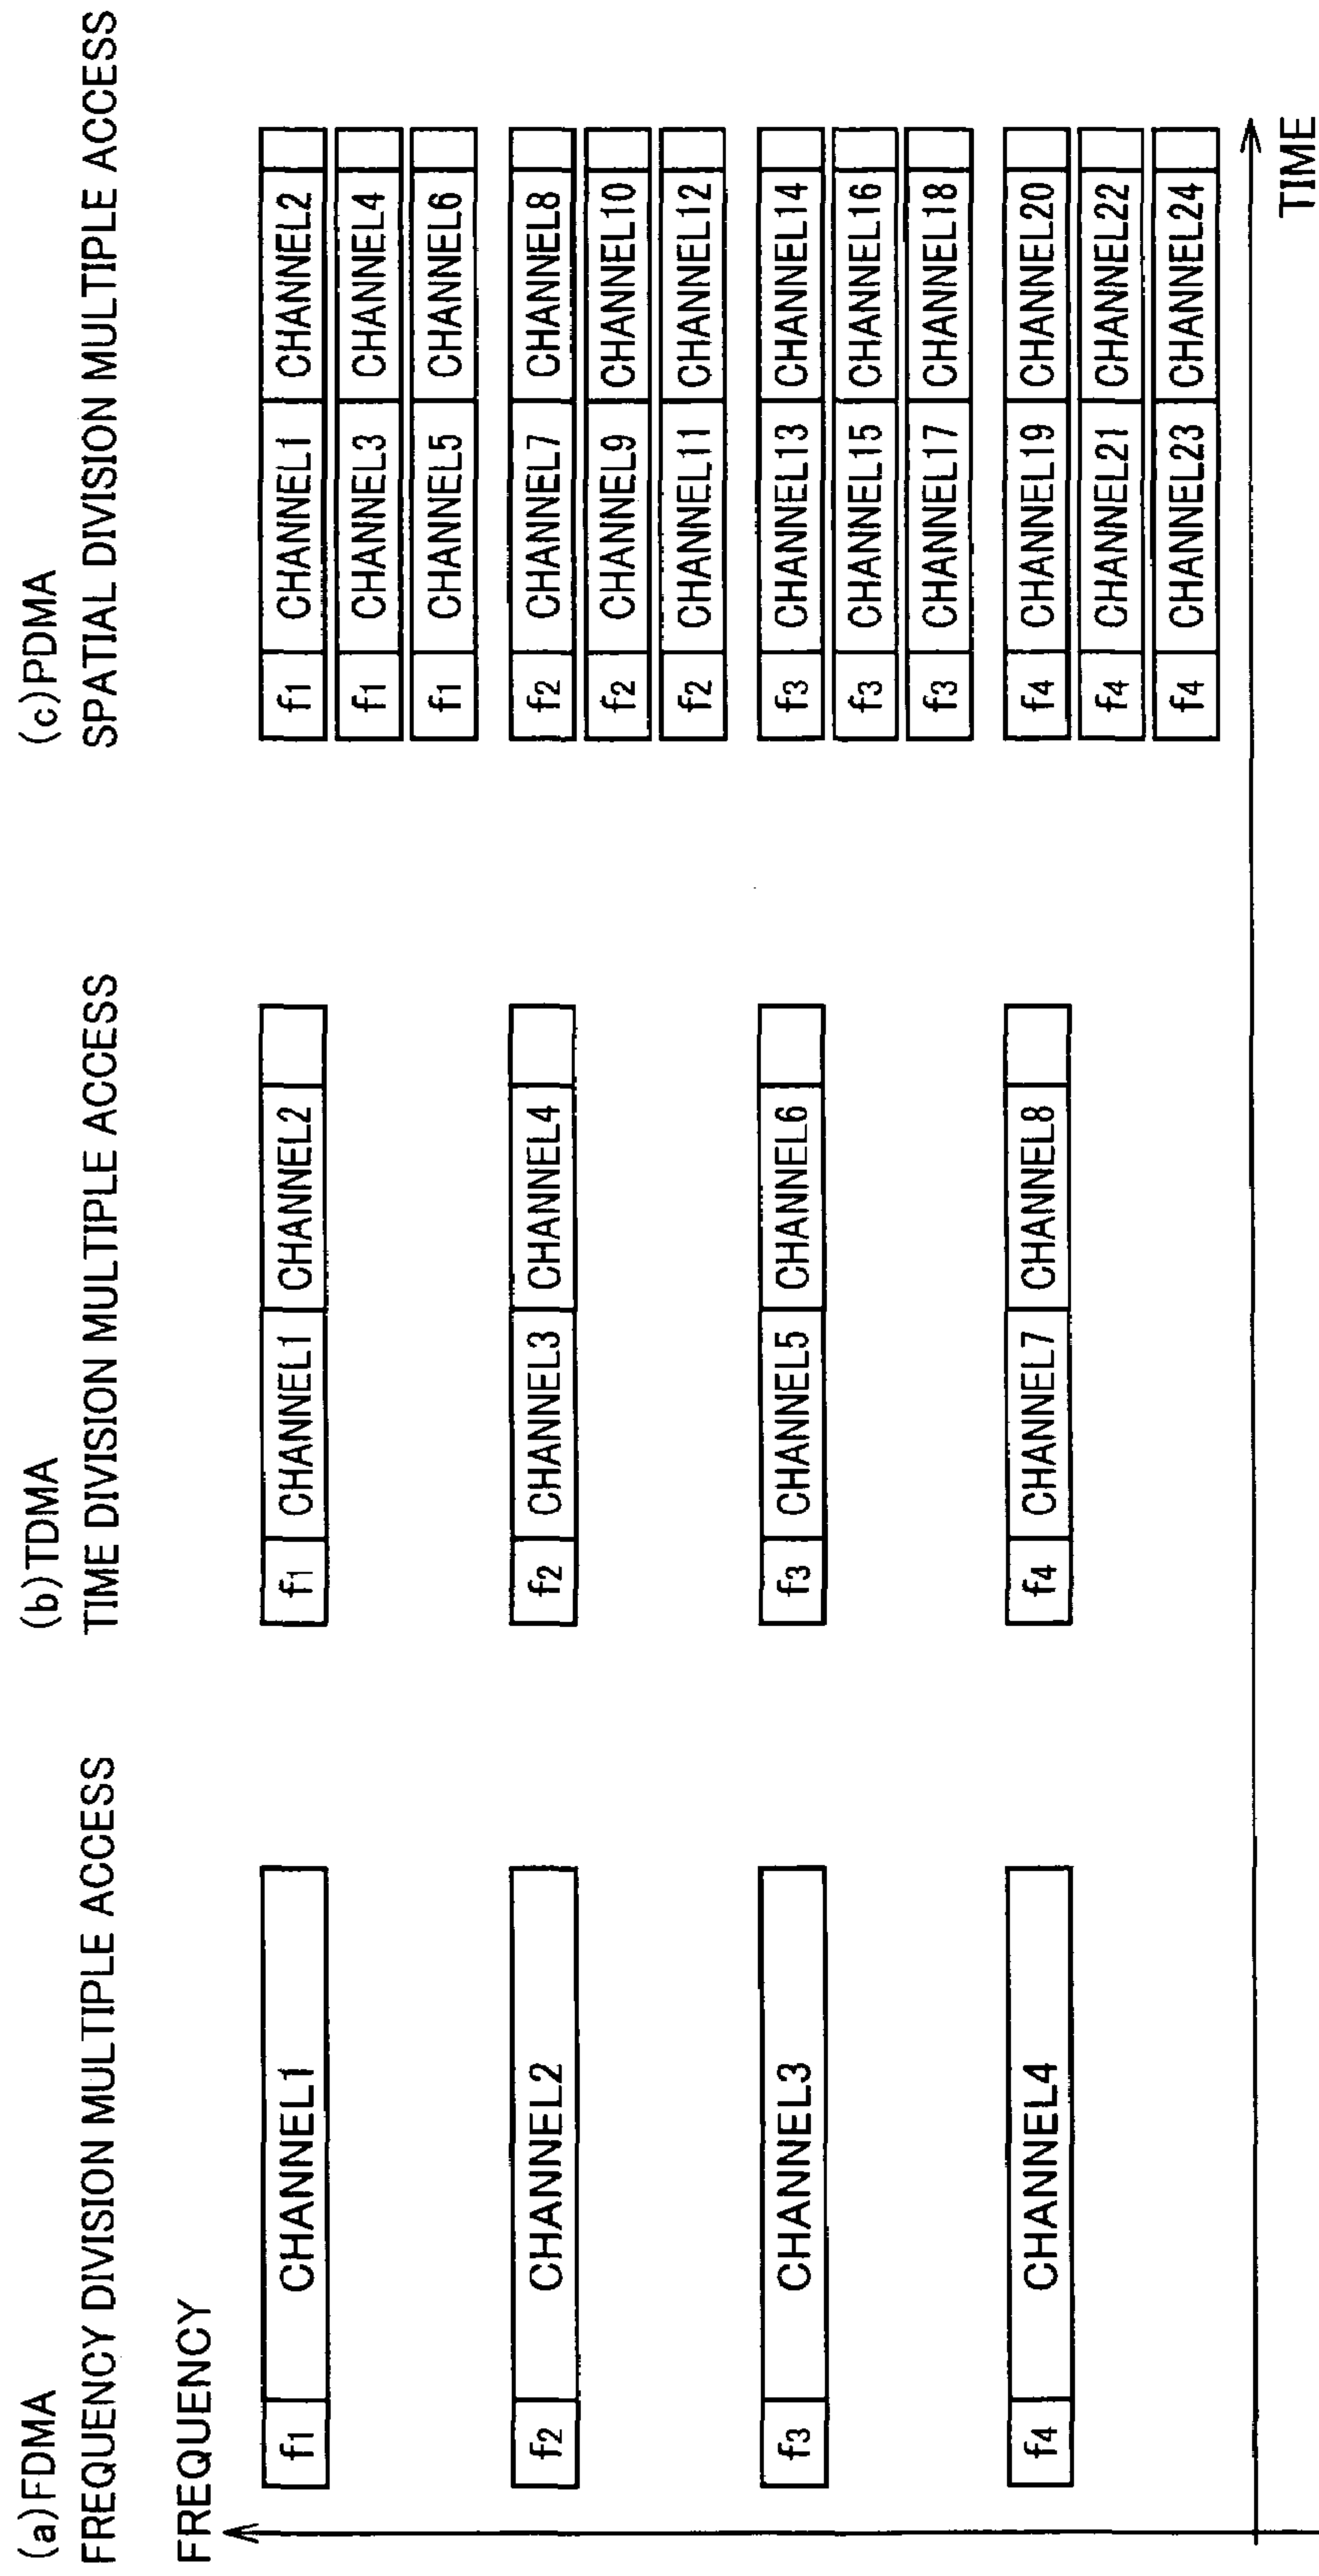 (a)FDMA
FREQUENCY DIVISION MULTIPLE ACCESS
FREQUENCY
f1 CHANNEL1
f2 CHANNEL2
f3 CHANNEL3
f4 CHANNEL4
(b)TDMA
TIME DIVISION MULTIPLE ACCESS
f1 CHANNEL1 CHANNEL2
f2 CHANNEL3 CHANNEL4
f3 CHANNEL5 CHANNEL6
f4 CHANNEL7 CHANNEL8
(c)PDMA
SPATIAL DIVISION MULTIPLE ACCESS
f1 CHANNEL1 CHANNEL2
f1 CHANNEL3 CHANNEL4
f1 CHANNEL5 CHANNEL6
f2 CHANNEL7 CHANNEL8
f2 CHANNEL9 CHANNEL10
f2 CHANNEL11 CHANNEL12
f3 CHANNEL13 CHANNEL14
f3 CHANNEL15 CHANNEL16
f3 CHANNEL17 CHANNEL18
f4 CHANNEL19 CHANNEL20
f4 CHANNEL21 CHANNEL22
f4 CHANNEL23 CHANNEL24
TIME